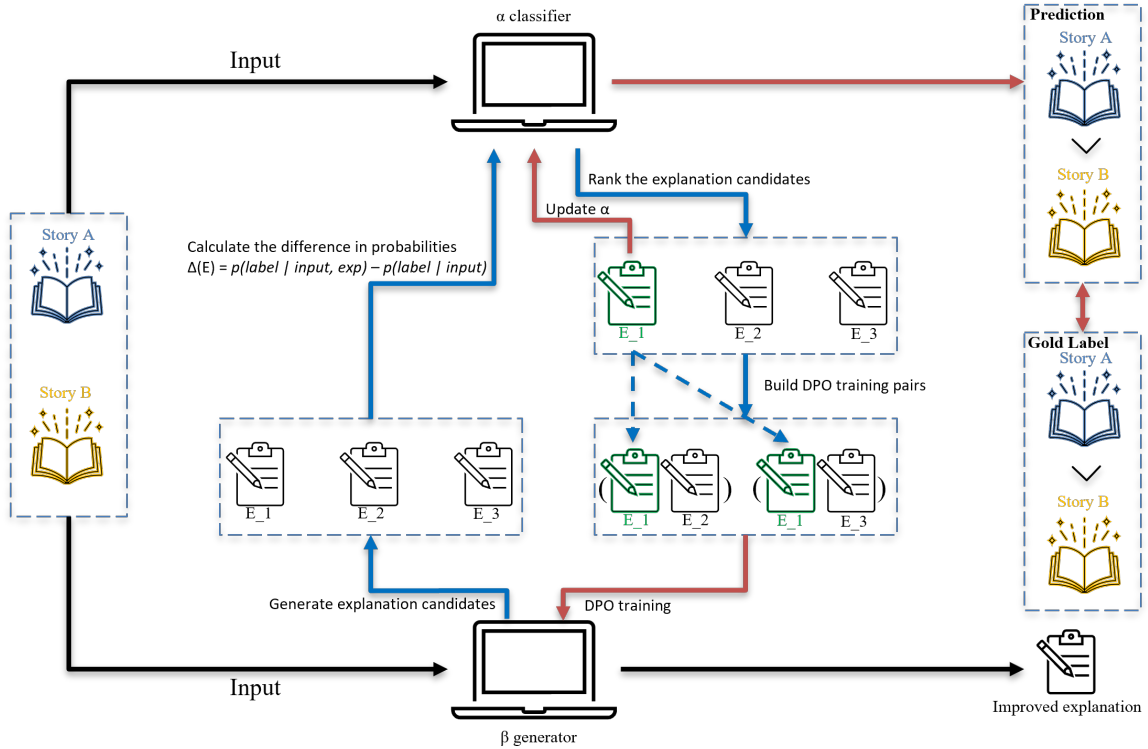 α classifier
Prediction
Story A
Input
Rank the explanation candidates
Story B
Update α
Story A
Calculate the difference in probabilities
Δ(E) = p(label | input, exp) – p(label | input)
E_1
E_2
E_3
Gold Label
Story A
Build DPO training pairs
Story B
( )
( )
E_1
E_2
E_3
E_1
E_2
E_1
E_3
Story B
Generate explanation candidates
DPO training
Input
Improved explanation
β generator